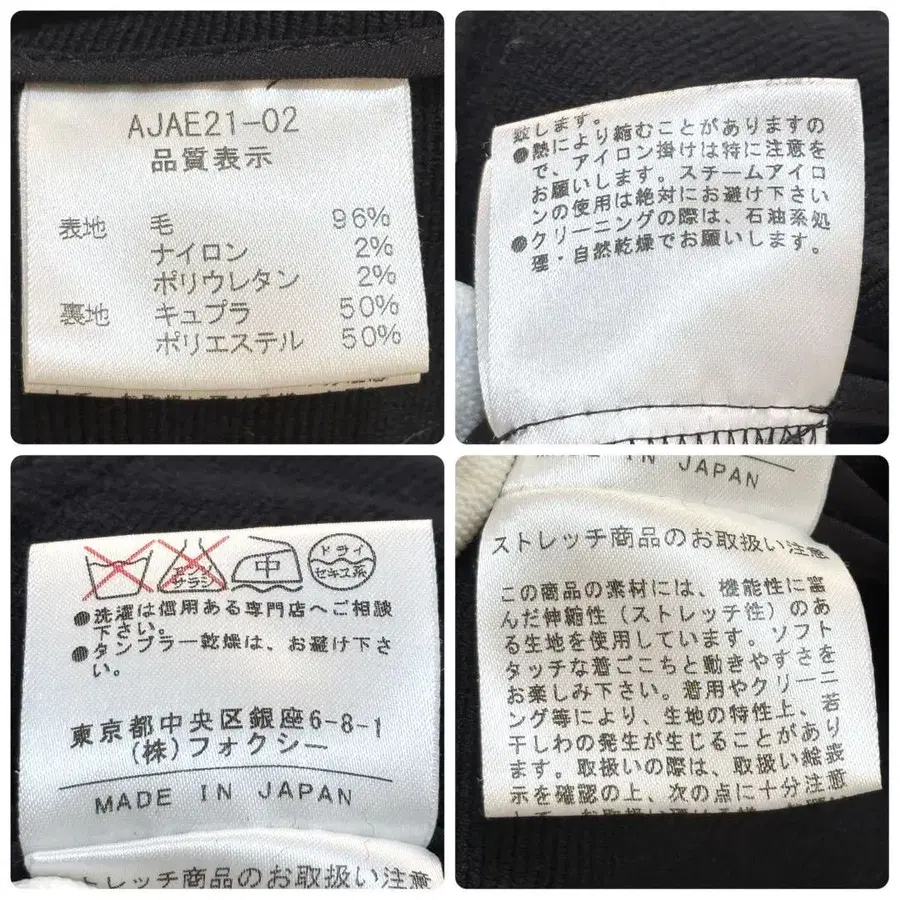 AJAE21-02
品質表示
表地 毛 96%
ナイロン 2%
ポリウレタン 2%
裏地 キュプラ 50%
ポリエステル 50%
致します。
●熱により縮むことがありますの
で、アイロン掛けは特に注意を
お願いします。スチームアイロ
ンの使用は絶対にお避け下さい
●クリーニングの際は、石油系処
理・自然乾燥でお願いします。
MADE IN JAPAN
エンソ
サラシ
中
ドライ
セキユ系
●洗濯は信用ある専門店へご相談
下さい。
●タンブラー乾燥は、お避け下さ
い。
東京都中央区銀座6-8-1
(株)フォクシー
MADE IN JAPAN
ストレッチ商品のお取扱い注意
ストレッチ商品のお取扱い注意
この商品の素材には、機能性に富
んだ伸縮性(ストレッチ性)のあ
る生地を使用しています。ソフト
タッチな着ごこちと動きやすさを
お楽しみ下さい。着用やクリーニ
ング等により、生地の特性上、若
干しわの発生が生じることがあり
ます。取扱いの際は、取扱い絵表
示を確認の上、次の点に十分注意